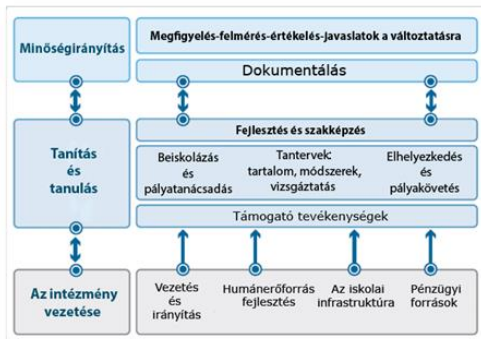 Minőségirányítás
Megfigyelés-felmérés-értékelés-javaslatok a változtatásra
Dokumentálás
Tanítás
és
tanulás
Fejlesztés és szakképzés
Beiskolázás
és
pályatanácsadás
Tantervek:
tartalom, módszerek,
vizsgáztatás
Elhelyezkedés
és
pályakövetés
Támogató tevékenységek
Az intézmény
vezetése
Vezetés
és
irányítás
Humánerőforrás
fejlesztés
Az iskolai
infrastruktúra
Pénzügyi
források